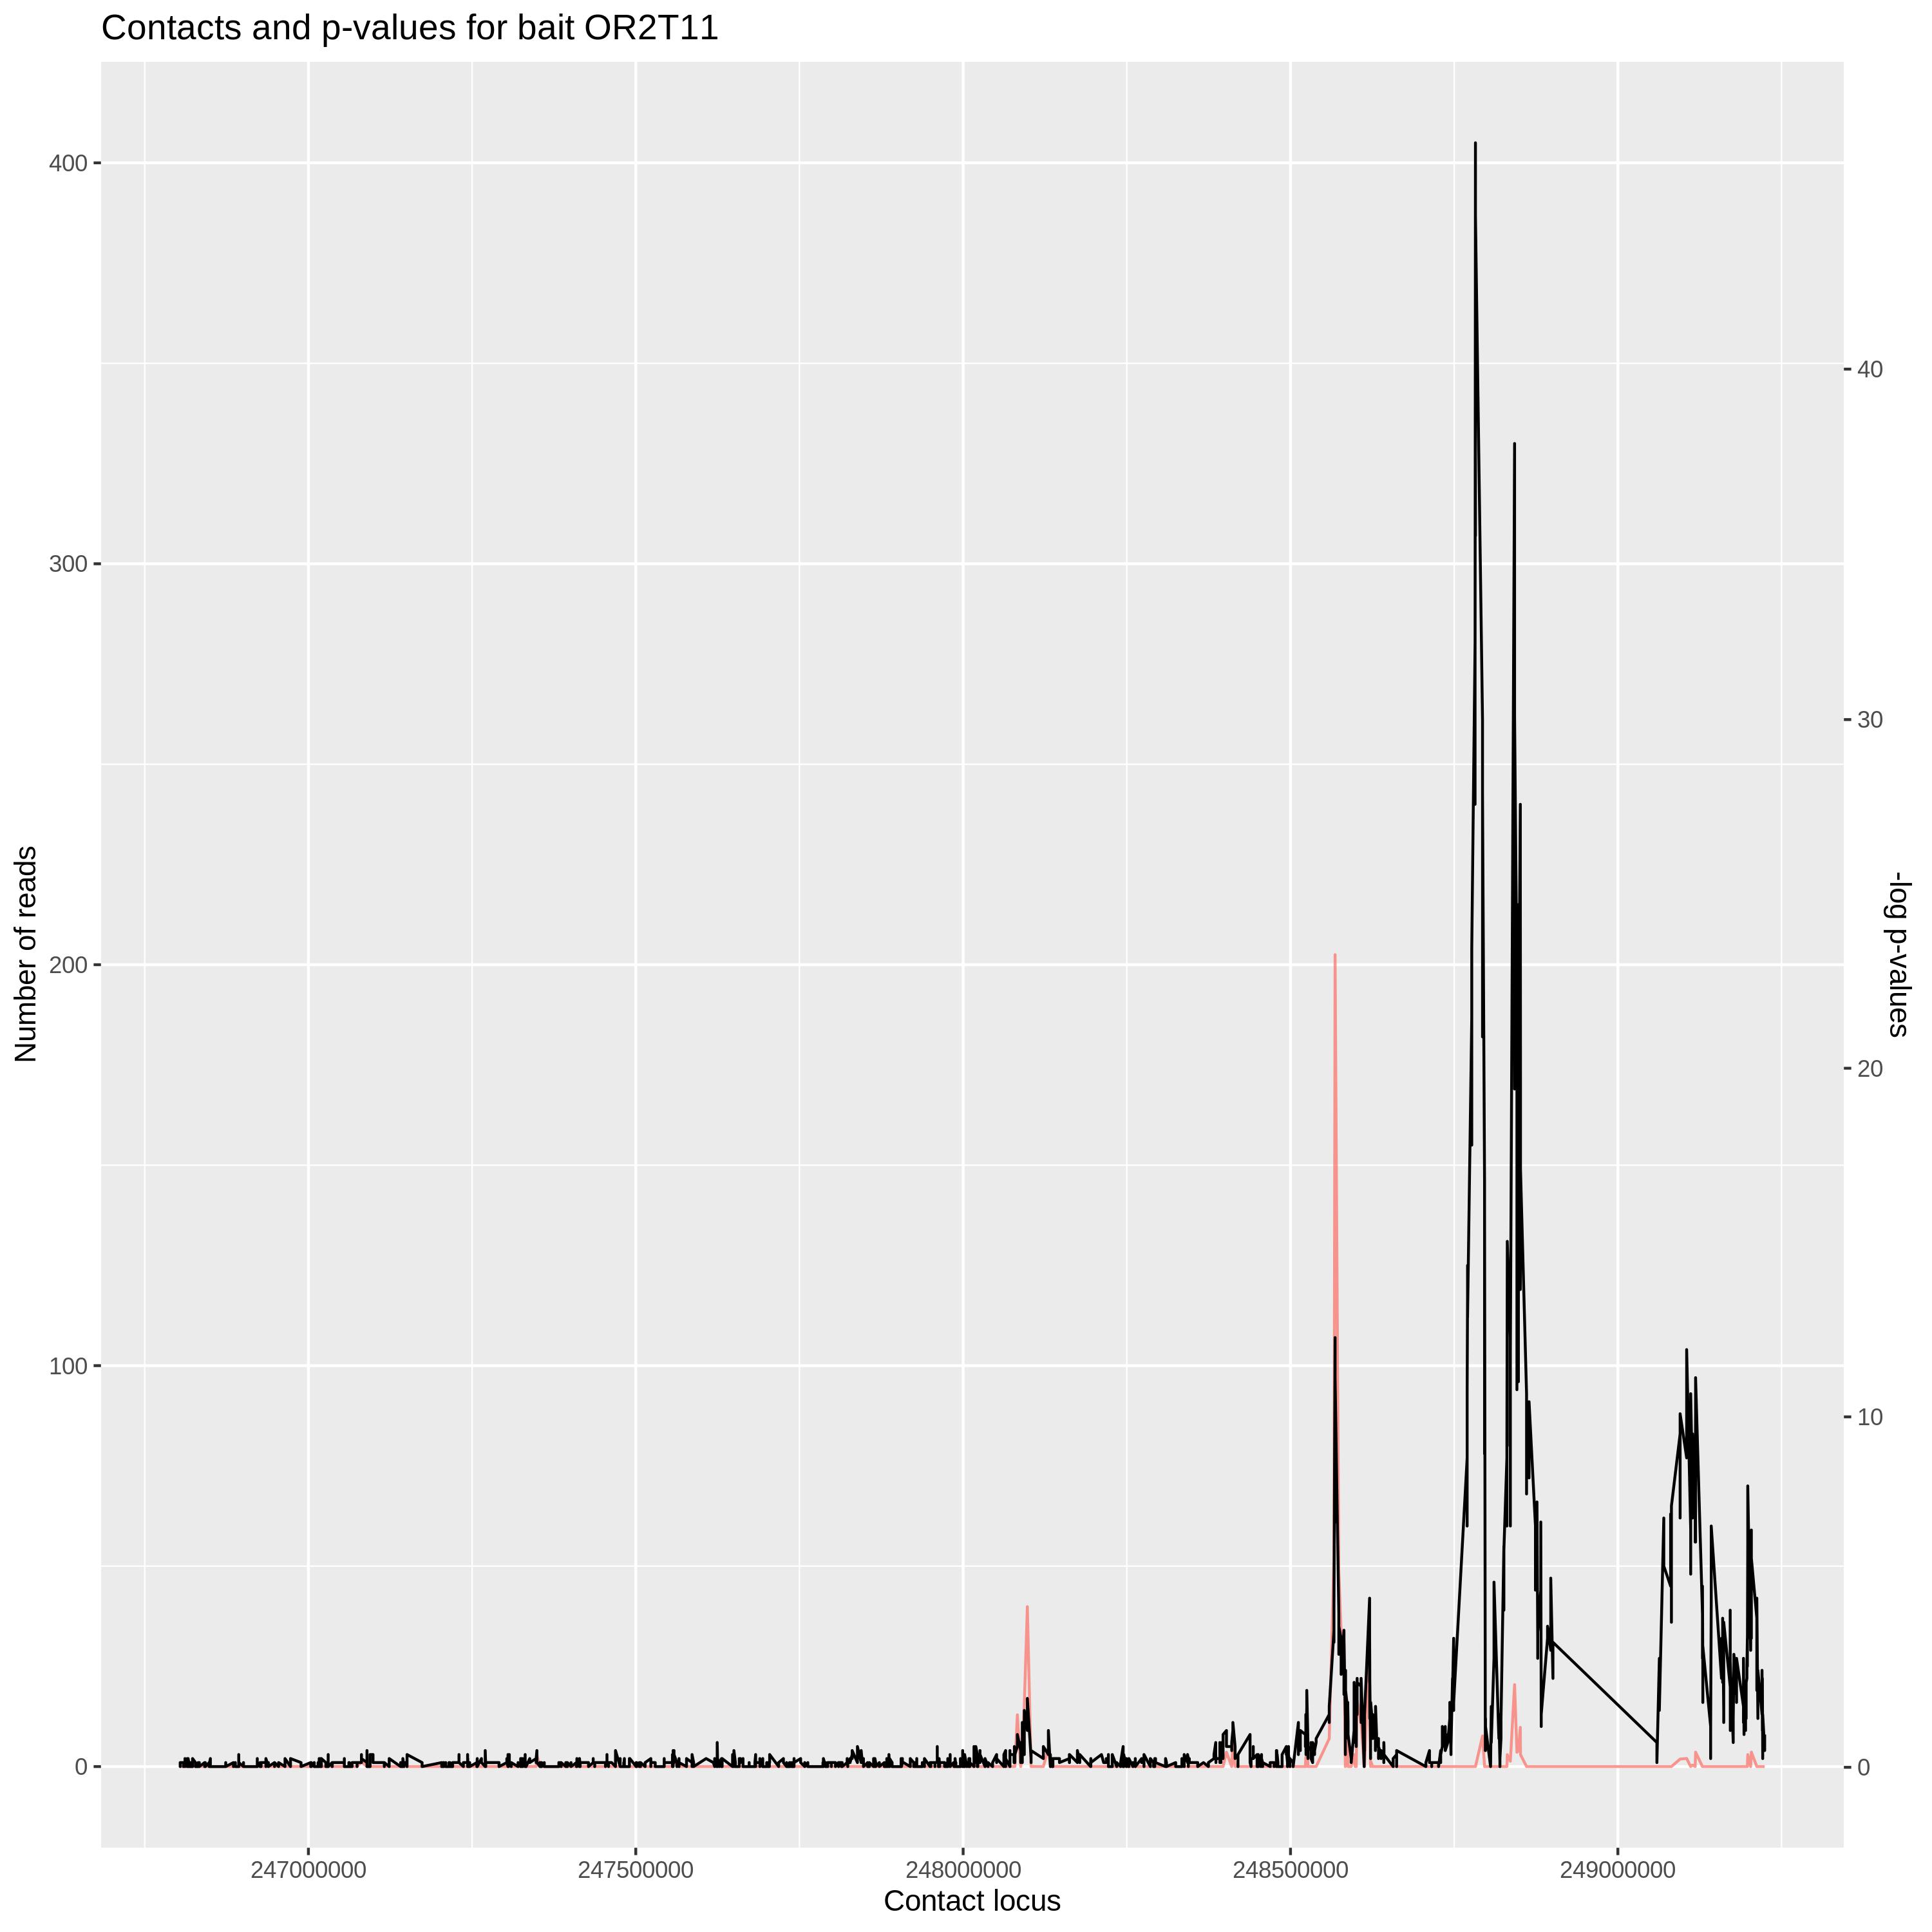 Contacts and p-values for bait OR2T11
400
300
200
100
0
Number of reads
40
30
20
10
0
-log p-values
247000000 247500000 248000000 248500000 249000000
Contact locus